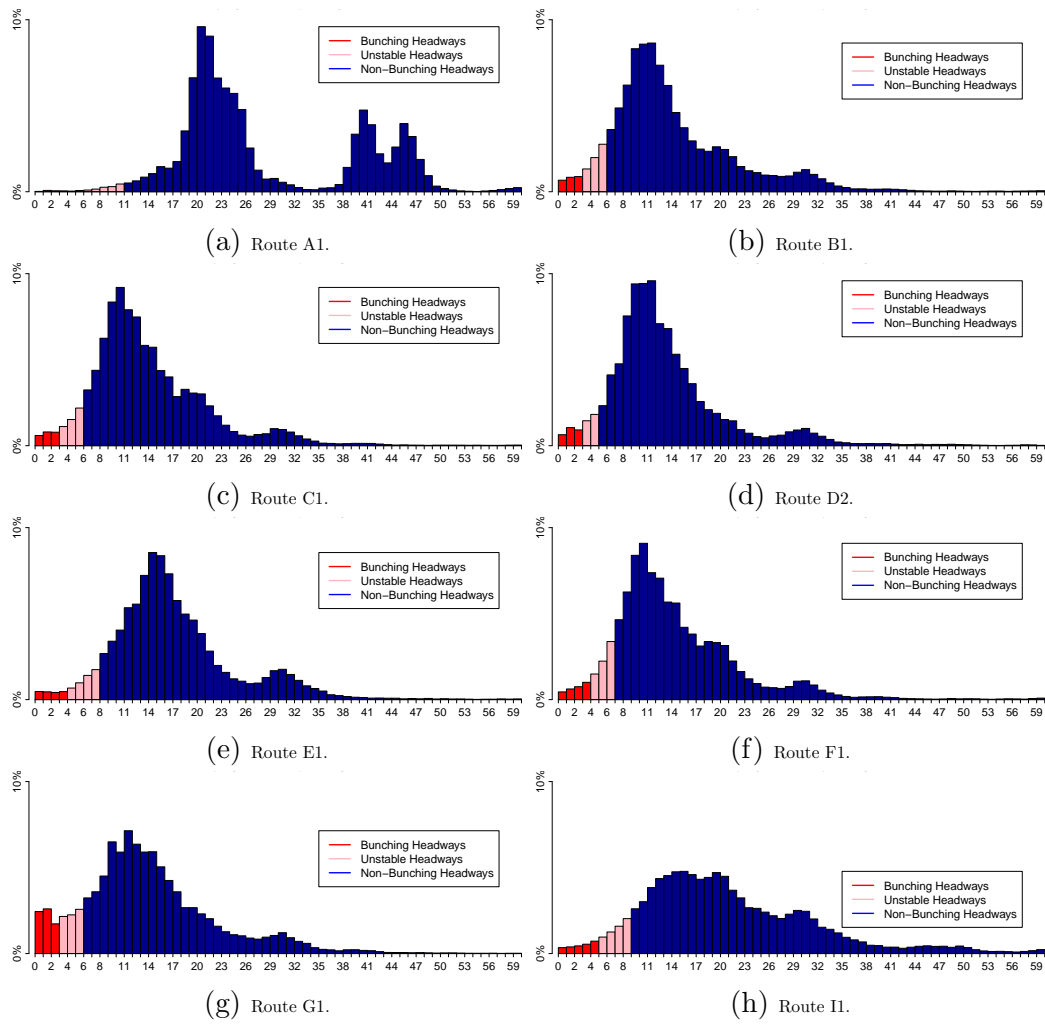 10%
0%
Bunching Headways
Unstable Headways
Non−Bunching Headways
0 2 4 6 8 11 14 17 20 23 26 29 32 35 38 41 44 47 50 53 56 59
(a) Route A1.
10%
0%
Bunching Headways
Unstable Headways
Non−Bunching Headways
0 2 4 6 8 11 14 17 20 23 26 29 32 35 38 41 44 47 50 53 56 59
(b) Route B1.
10%
0%
Bunching Headways
Unstable Headways
Non−Bunching Headways
0 2 4 6 8 11 14 17 20 23 26 29 32 35 38 41 44 47 50 53 56 59
(c) Route C1.
10%
0%
Bunching Headways
Unstable Headways
Non−Bunching Headways
0 2 4 6 8 11 14 17 20 23 26 29 32 35 38 41 44 47 50 53 56 59
(d) Route D2.
10%
0%
Bunching Headways
Unstable Headways
Non−Bunching Headways
0 2 4 6 8 11 14 17 20 23 26 29 32 35 38 41 44 47 50 53 56 59
(e) Route E1.
10%
0%
Bunching Headways
Unstable Headways
Non−Bunching Headways
0 2 4 6 8 11 14 17 20 23 26 29 32 35 38 41 44 47 50 53 56 59
(f) Route F1.
10%
0%
Bunching Headways
Unstable Headways
Non−Bunching Headways
0 2 4 6 8 11 14 17 20 23 26 29 32 35 38 41 44 47 50 53 56 59
(g) Route G1.
10%
0%
Bunching Headways
Unstable Headways
Non−Bunching Headways
0 2 4 6 8 11 14 17 20 23 26 29 32 35 38 41 44 47 50 53 56 59
(h) Route I1.